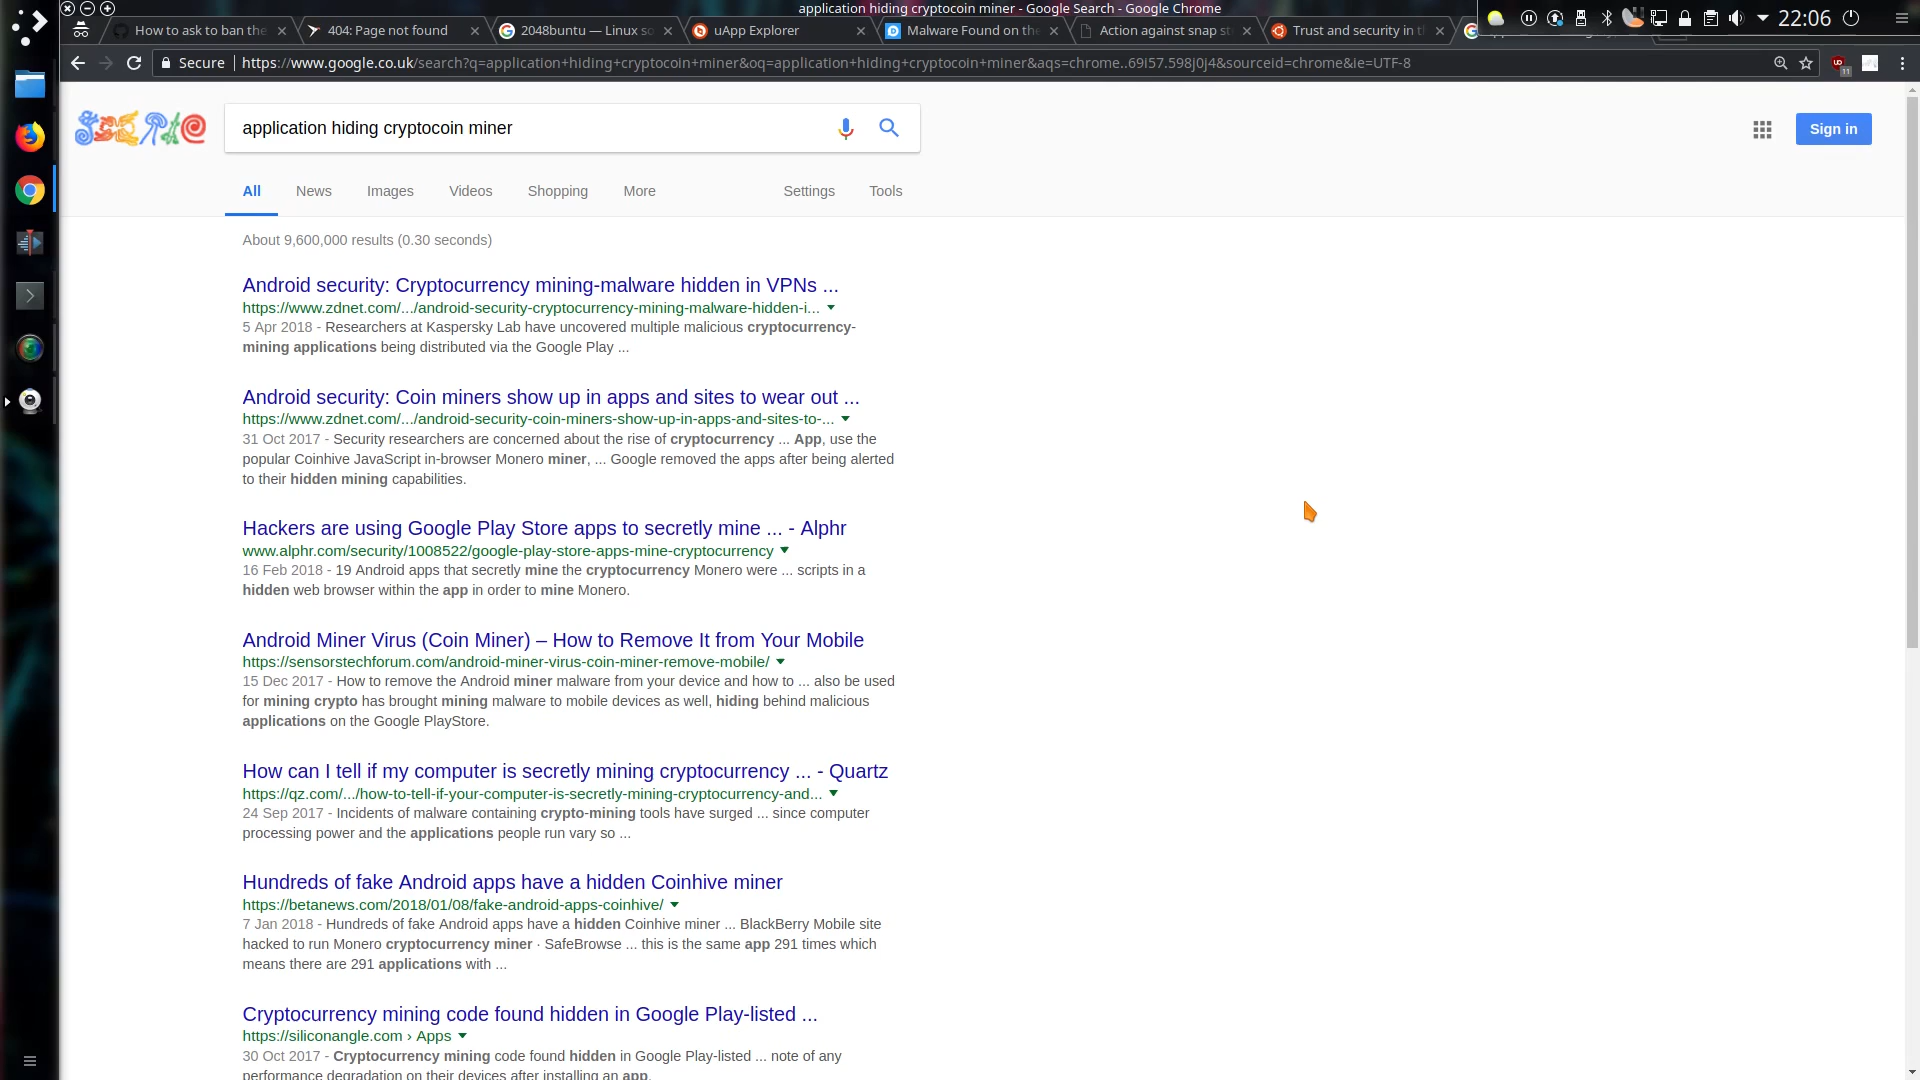 application hiding cryptocoin miner - Google Search - Google Chrome
How to ask to ban the
404: Page not found
2048buntu — Linux so
uApp Explorer
Malware Found on the
Action against snap st
Trust and security in t
22:06
Secure
https://www.google.co.uk/search?q=application+hiding+cryptocoin+miner&oq=application+hiding+cryptocoin+miner&aqs=chrome..69i57.598j0j4&sourceid=chrome&ie=UTF-8
11
application hiding cryptocoin miner
Sign in
All News Images Videos Shopping More Settings Tools
About 9,600,000 results (0.30 seconds)
Android security: Cryptocurrency mining-malware hidden in VPNs ...
https://www.zdnet.com/.../android-security-cryptocurrency-mining-malware-hidden-i...
5 Apr 2018 - Researchers at Kaspersky Lab have uncovered multiple malicious cryptocurrency-
mining applications being distributed via the Google Play ...
Android security: Coin miners show up in apps and sites to wear out ...
https://www.zdnet.com/.../android-security-coin-miners-show-up-in-apps-and-sites-to-...
31 Oct 2017 - Security researchers are concerned about the rise of cryptocurrency ... App, use the
popular Coinhive JavaScript in-browser Monero miner, ... Google removed the apps after being alerted
to their hidden mining capabilities.
Hackers are using Google Play Store apps to secretly mine ... - Alphr
www.alphr.com/security/1008522/google-play-store-apps-mine-cryptocurrency
16 Feb 2018 - 19 Android apps that secretly mine the cryptocurrency Monero were ... scripts in a
hidden web browser within the app in order to mine Monero.
Android Miner Virus (Coin Miner) – How to Remove It from Your Mobile
https://sensorstechforum.com/android-miner-virus-coin-miner-remove-mobile/
15 Dec 2017 - How to remove the Android miner malware from your device and how to ... also be used
for mining crypto has brought mining malware to mobile devices as well, hiding behind malicious
applications on the Google PlayStore.
How can I tell if my computer is secretly mining cryptocurrency ... - Quartz
https://qz.com/.../how-to-tell-if-your-computer-is-secretly-mining-cryptocurrency-and...
24 Sep 2017 - Incidents of malware containing crypto-mining tools have surged ... since computer
processing power and the applications people run vary so ...
Hundreds of fake Android apps have a hidden Coinhive miner
https://betanews.com/2018/01/08/fake-android-apps-coinhive/
7 Jan 2018 - Hundreds of fake Android apps have a hidden Coinhive miner ... BlackBerry Mobile site
hacked to run Monero cryptocurrency miner · SafeBrowse ... this is the same app 291 times which
means there are 291 applications with ...
Cryptocurrency mining code found hidden in Google Play-listed ...
https://siliconangle.com › Apps
30 Oct 2017 - Cryptocurrency mining code found hidden in Google Play-listed ... note of any
performance degradation on their devices after installing an app.